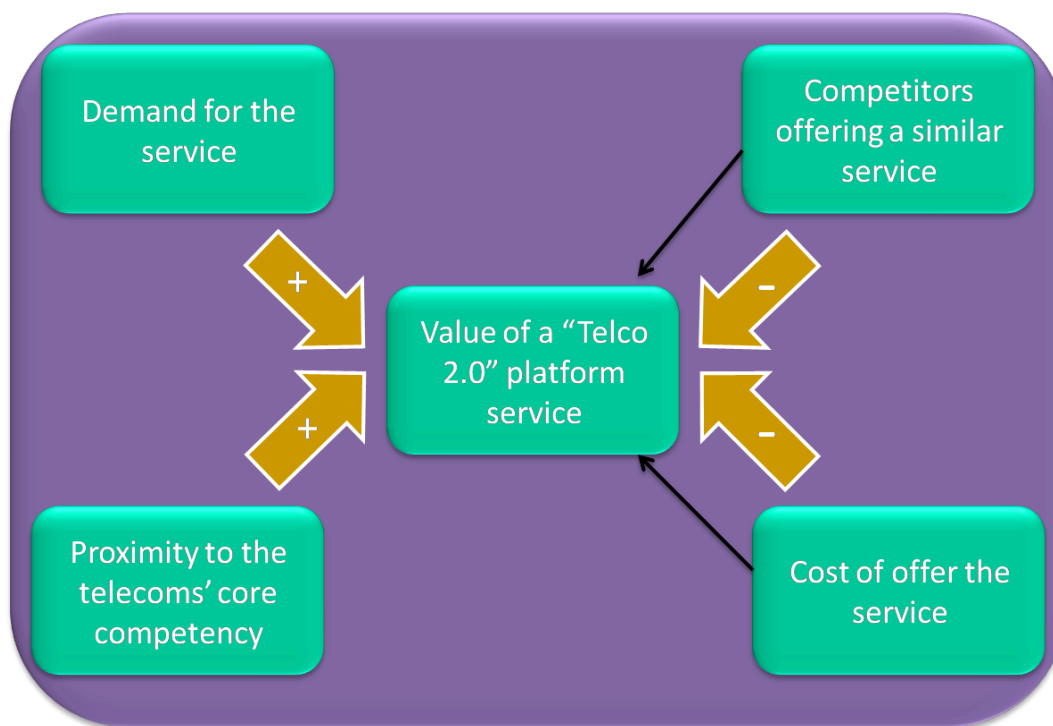 Demand for the
service
Competitors
offering a similar
service
+
-
Value of a “Telco
2.0” platform
service
+
-
Proximity to the
telecoms’ core
competency
Cost of offer the
service